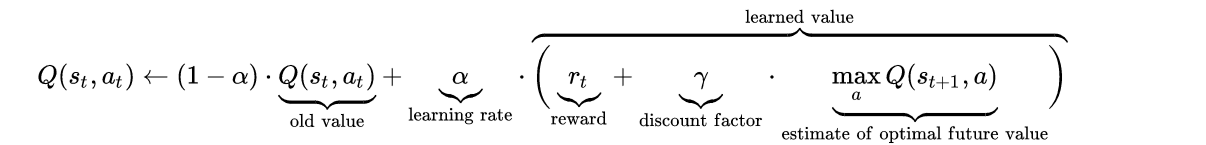 learned value
Q(s_t, a_t) ← (1 − α) · Q(s_t, a_t) + α · ( r_t + γ · max_a Q(s_{t+1}, a) )
old value
learning rate
reward
discount factor
estimate of optimal future value